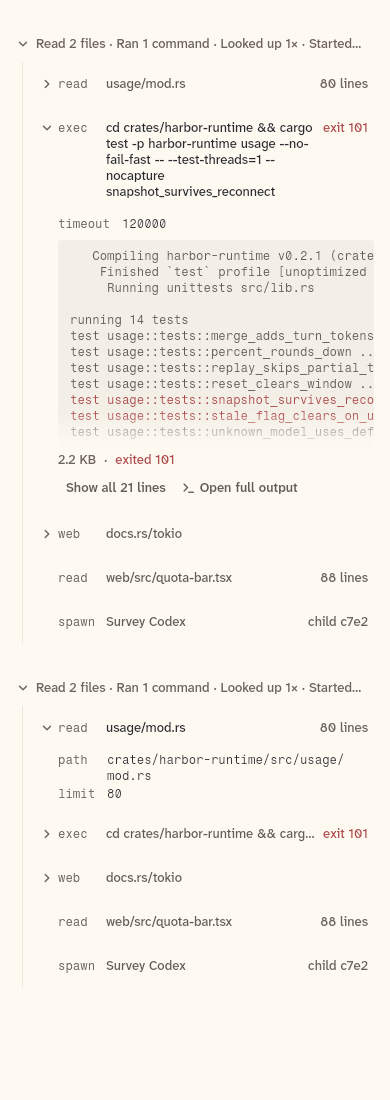 Read 2 files · Ran 1 command · Looked up 1× · Started...
read usage/mod.rs 80 lines
exec cd crates/harbor-runtime && cargo exit 101
test -p harbor-runtime usage --no-
fail-fast -- --test-threads=1 --
nocapture
snapshot_survives_reconnect
timeout 120000
Compiling harbor-runtime v0.2.1 (crate
Finished `test` profile [unoptimized
Running unittests src/lib.rs
running 14 tests
test usage::tests::merge_adds_turn_tokens
test usage::tests::percent_rounds_down ..
test usage::tests::replay_skips_partial_t
test usage::tests::reset_clears_window ..
test usage::tests::snapshot_survives_reco
test usage::tests::stale_flag_clears_on_u
test usage::tests::unknown_model_uses_def
2.2 KB · exited 101
Show all 21 lines >_ Open full output
web docs.rs/tokio
read web/src/quota-bar.tsx 88 lines
spawn Survey Codex child c7e2
Read 2 files · Ran 1 command · Looked up 1× · Started...
read usage/mod.rs 80 lines
path crates/harbor-runtime/src/usage/
mod.rs
limit 80
exec cd crates/harbor-runtime && carg... exit 101
web docs.rs/tokio
read web/src/quota-bar.tsx 88 lines
spawn Survey Codex child c7e2